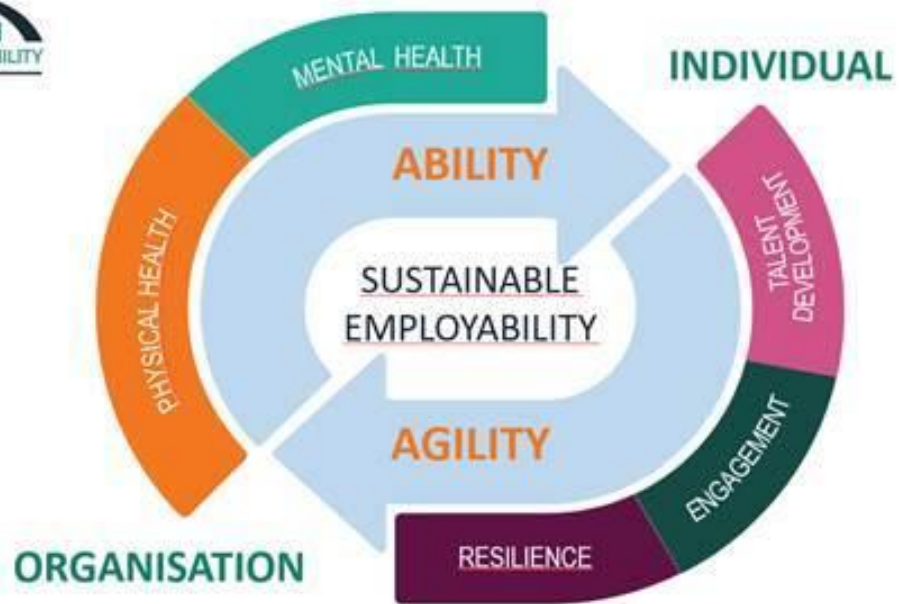 MENTAL HEALTH
INDIVIDUAL
ABILITY
PHYSICAL HEALTH
TALENT
DEVELOPMENT
SUSTAINABLE
EMPLOYABILITY
AGILITY
ENGAGEMENT
RESILIENCE
ORGANISATION